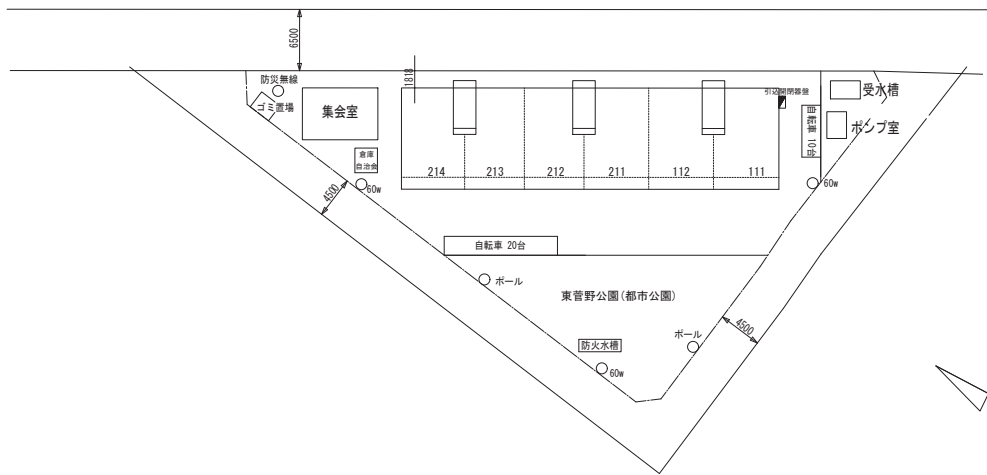 6500
防災無線
ゴミ置場
集会室
1818
引込開閉器盤
受水槽
自転車 10台
ポンプ室
倉庫
自治会
214
213
212
211
112
111
60w
60w
4500
自転車 20台
ポール
東菅野公園(都市公園)
ポール
4500
防火水槽
60w